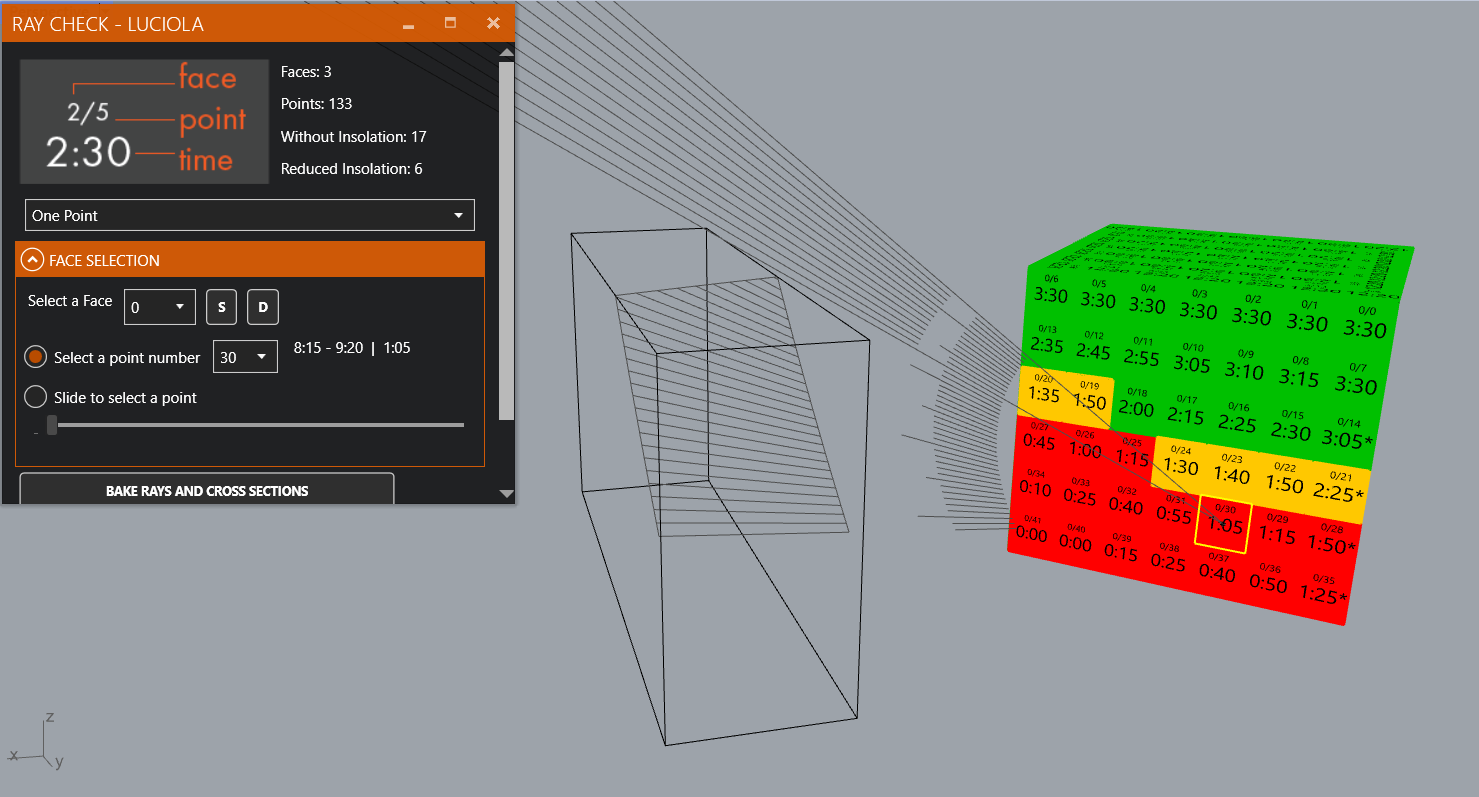 RAY CHECK - LUCIOLA
face
2/5
point
2:30
time
Faces: 3
Points: 133
Without Insolation: 17
Reduced Insolation: 6
One Point
FACE SELECTION
Select a Face 0 S D
Select a point number 30 8:15 - 9:20 | 1:05
Slide to select a point
-
BAKE RAYS AND CROSS SECTIONS
0/6 0/5 0/4 0/3 0/2 0/1 0/0
3:30 3:30 3:30 3:30 3:30 3:30 3:30
0/13 0/12 0/11 0/10 0/9 0/8 0/7
2:35 2:45 2:55 3:05 3:10 3:15 3:30
0/20 0/19 0/18 0/17 0/16 0/15 0/14
1:35 1:50 2:00 2:15 2:25 2:30 3:05*
0/27 0/26 0/25 0/24 0/23 0/22 0/21
0:45 1:00 1:15 1:30 1:40 1:50 2:25*
0/34 0/33 0/32 0/31 0/30 0/29 0/28
0:10 0:25 0:40 0:55 1:05 1:15 1:50*
0/41 0/40 0/39 0/38 0/37 0/36 0/35
0:00 0:00 0:15 0:25 0:40 0:50 1:25*
z
x
y